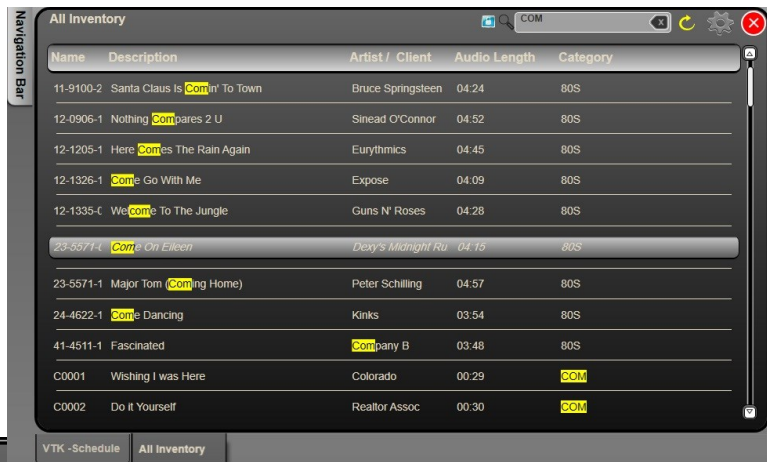 Navigation Bar
All Inventory
COM
Name Description Artist / Client Audio Length Category
11-9100-2 Santa Claus Is Comin' To Town Bruce Springsteen 04:24 80S
12-0906-1 Nothing Compares 2 U Sinead O'Connor 04:52 80S
12-1205-1 Here Comes The Rain Again Eurythmics 04:45 80S
12-1326-1 Come Go With Me Expose 04:09 80S
12-1335-0 Welcome To The Jungle Guns N' Roses 04:28 80S
23-5571-0 Come On Eileen Dexy's Midnight Ru 04:15 80S
23-5571-1 Major Tom (Coming Home) Peter Schilling 04:57 80S
24-4622-1 Come Dancing Kinks 03:54 80S
41-4511-1 Fascinated Company B 03:48 80S
C0001 Wishing I was Here Colorado 00:29 COM
C0002 Do it Yourself Realtor Assoc 00:30 COM
VTK -Schedule All Inventory